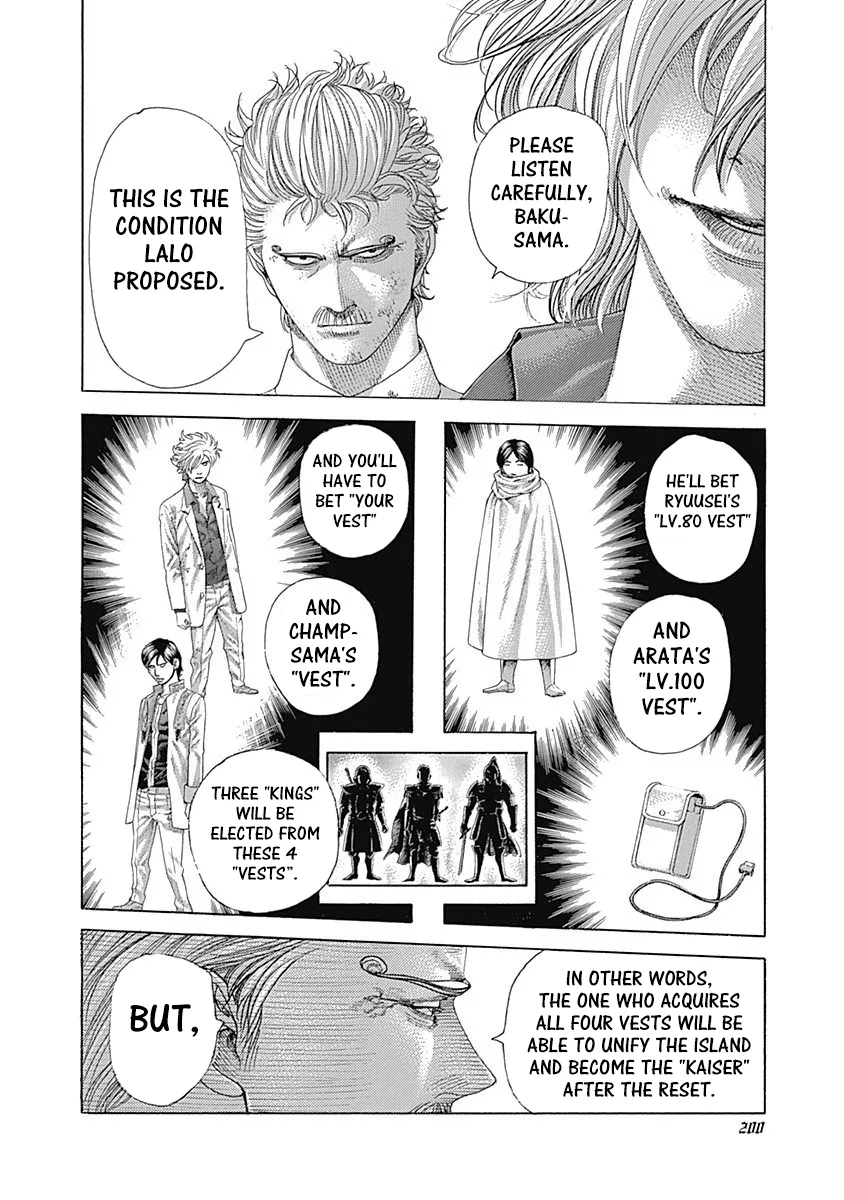 PLEASE
LISTEN
CAREFULLY,
BAKU-
SAMA.
THIS IS THE
CONDITION
LALO
PROPOSED.
HE'LL BET
RYUUSEI'S
"LV.80 VEST"
AND
ARATA'S
"LV.100
VEST".
AND YOU'LL
HAVE TO
BET "YOUR
VEST"
AND
CHAMP-
SAMA'S
"VEST".
THREE "KINGS"
WILL BE
ELECTED FROM
THESE 4
"VESTS".
IN OTHER WORDS,
THE ONE WHO ACQUIRES
ALL FOUR VESTS WILL BE
ABLE TO UNIFY THE ISLAND
AND BECOME THE "KAISER"
AFTER THE RESET.
BUT,
200